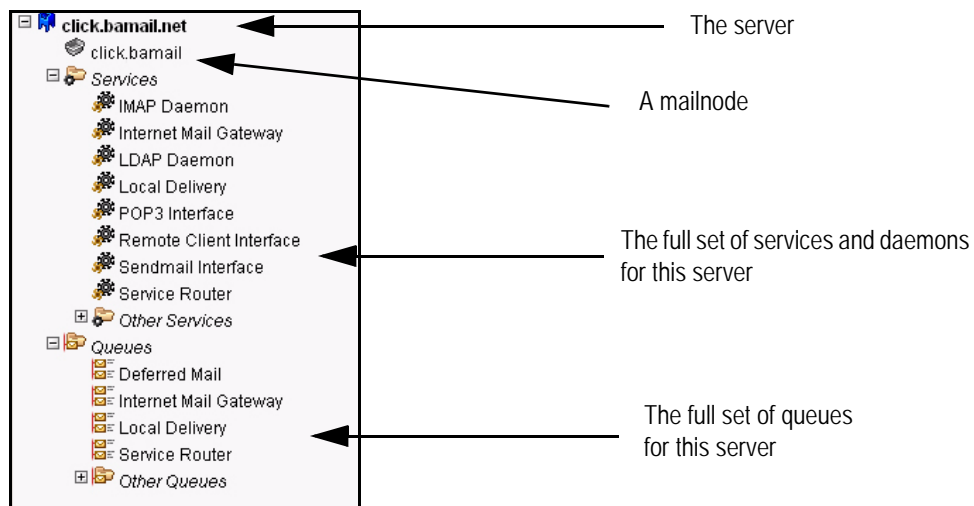 click.bamail.net
The server
click.bamail
A mailnode
Services
IMAP Daemon
Internet Mail Gateway
LDAP Daemon
Local Delivery
POP3 Interface
Remote Client Interface
The full set of services and daemons
for this server
Sendmail Interface
Service Router
Other Services
Queues
Deferred Mail
Internet Mail Gateway
Local Delivery
The full set of queues
for this server
Service Router
Other Queues